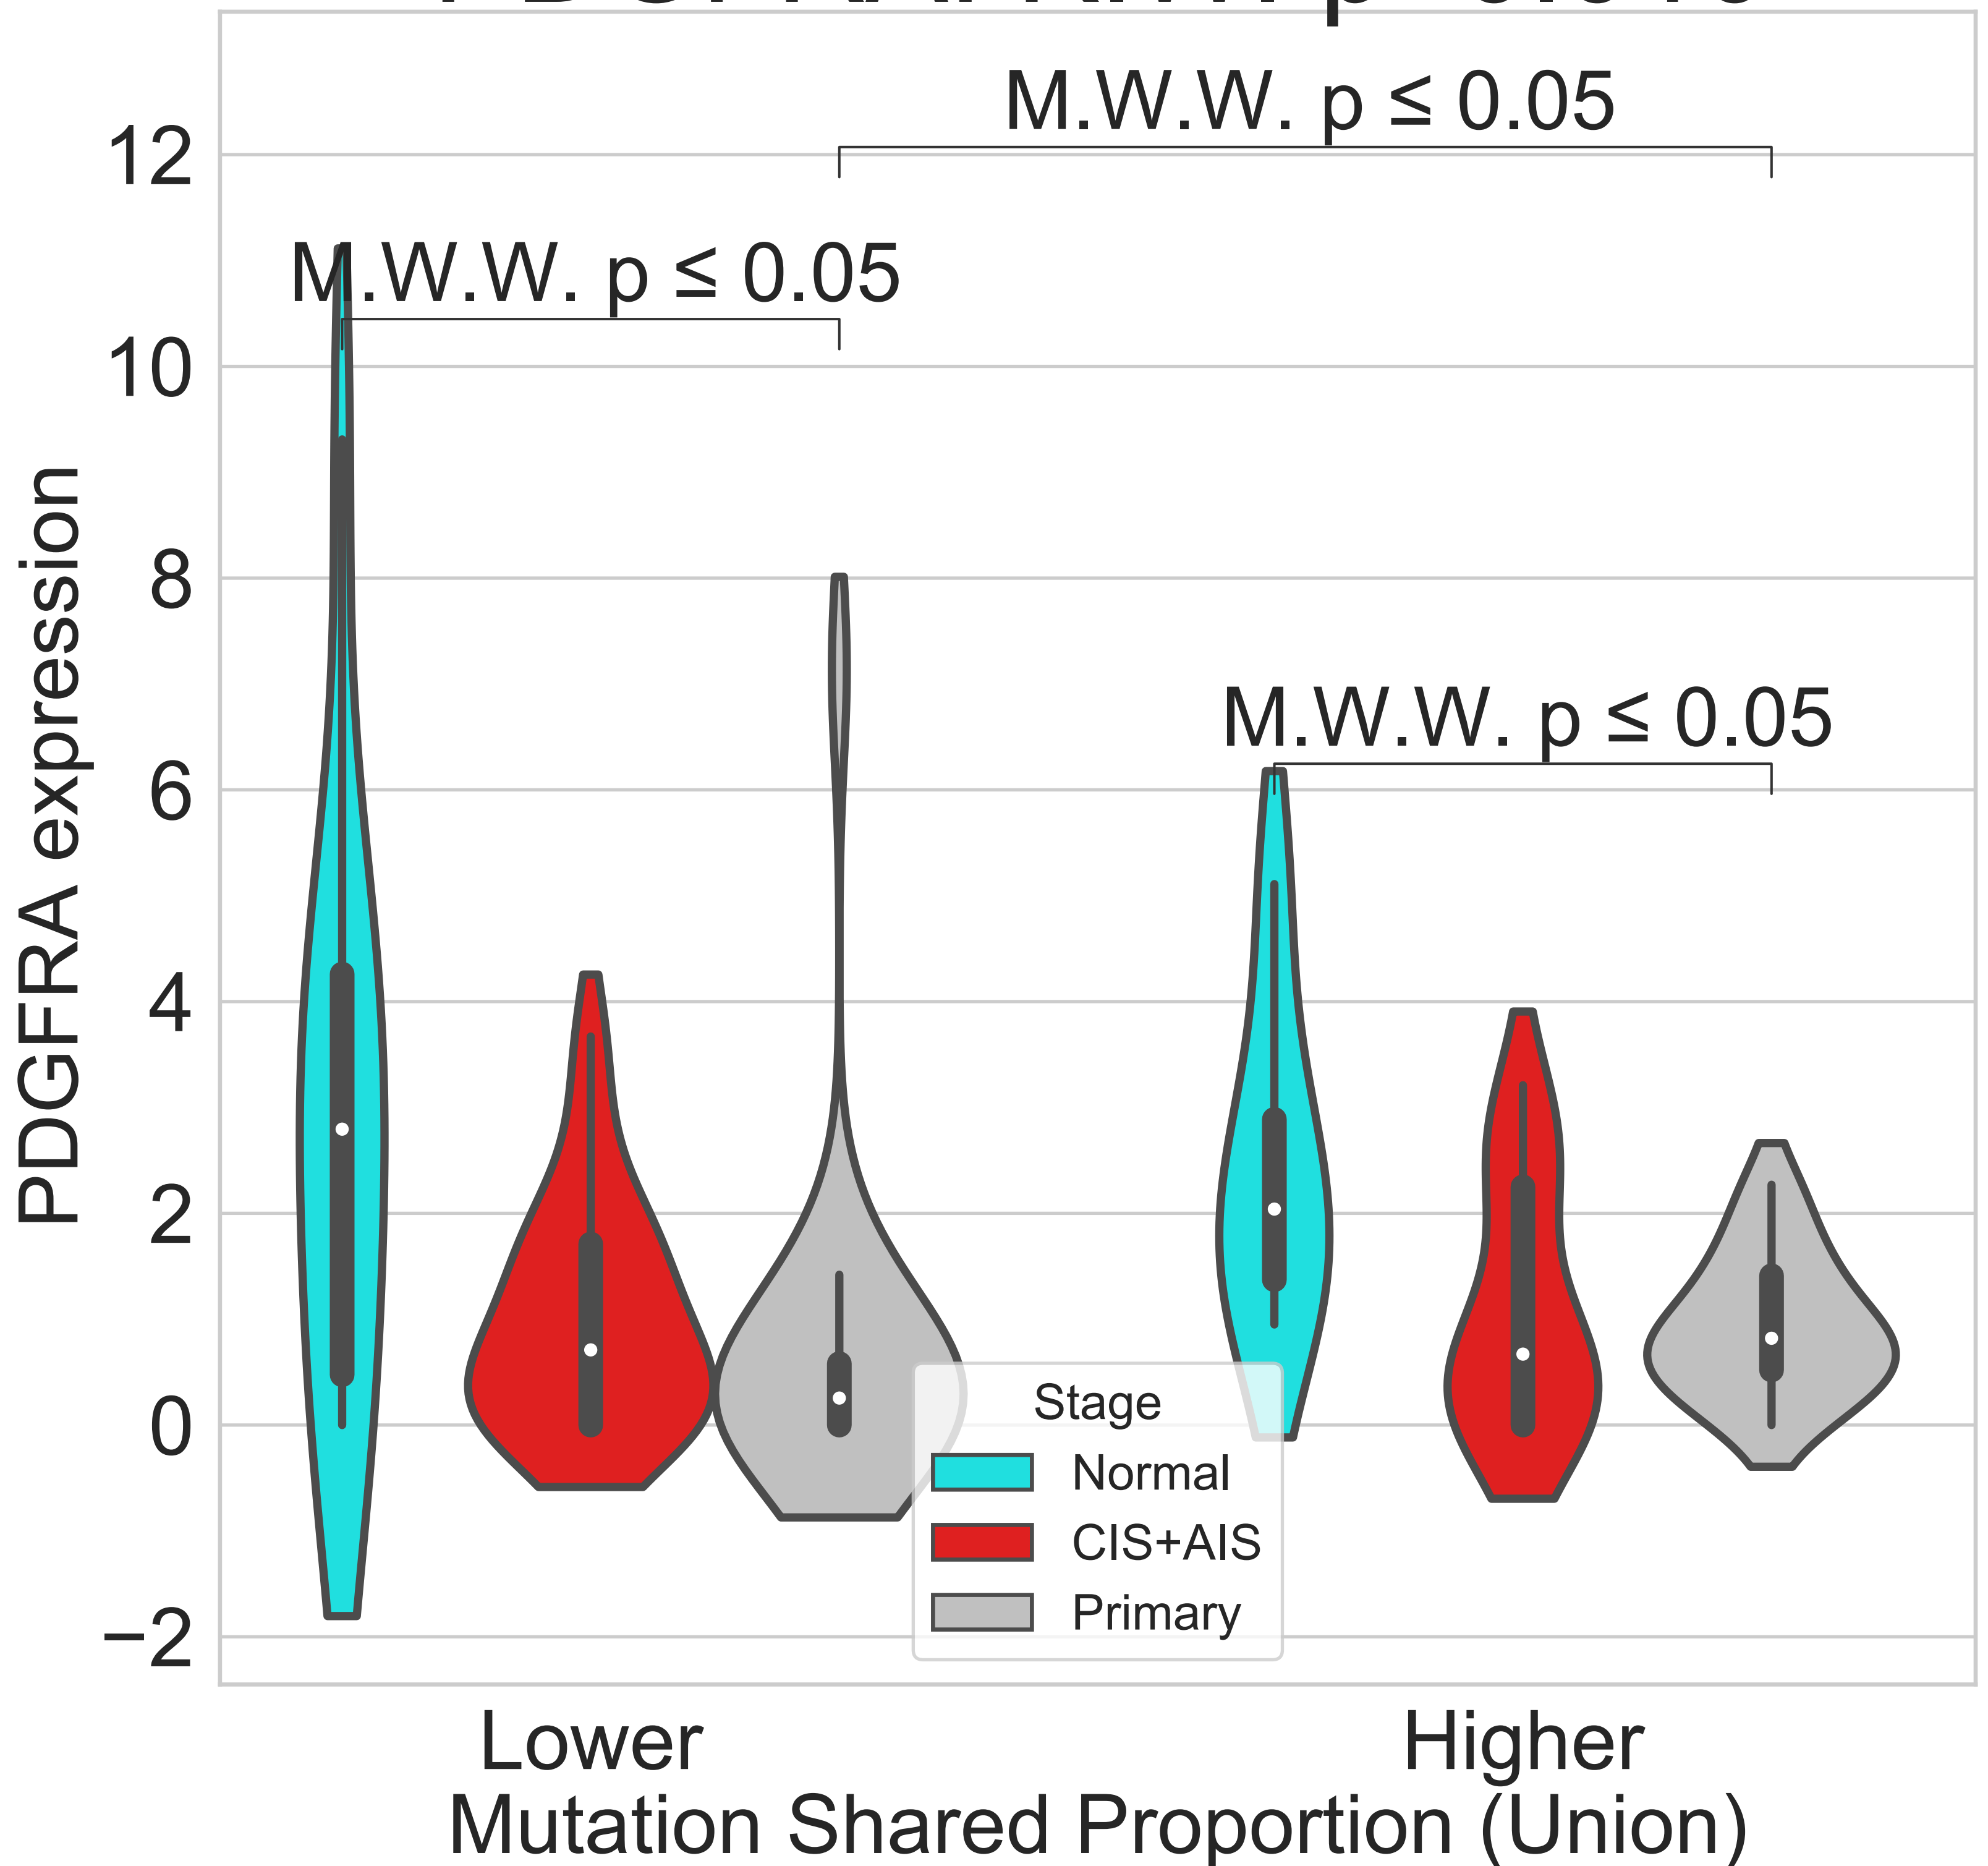 M.W.W. p ≤ 0.05
12
M.W.W. p ≤ 0.05
10
8
M.W.W. p ≤ 0.05
6
4
2
0
−2
PDGFRA expression
Stage
Normal
CIS+AIS
Primary
Lower
Higher
Mutation Shared Proportion (Union)